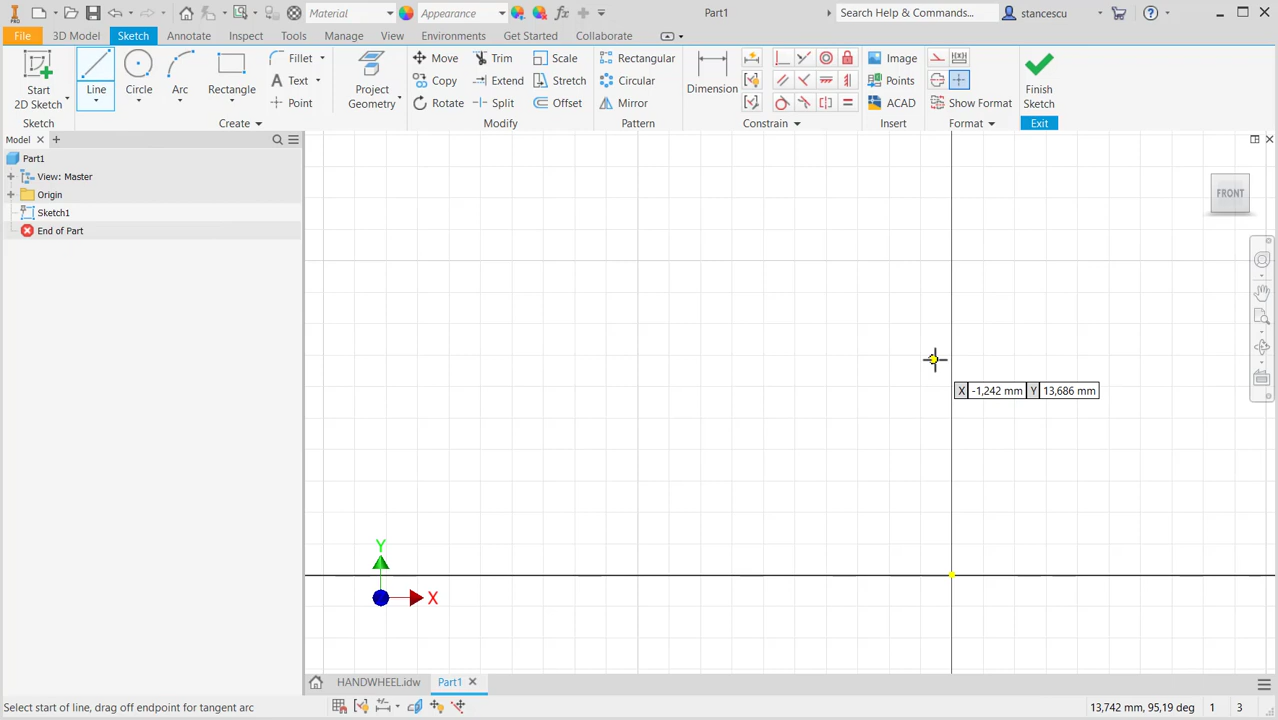 Material
Appearance
Part1
Search Help & Commands...
stancescu
PRO
File
Sketch
3D Model
Annotate
Inspect
Tools
Manage
View
Environments
Get Started
Collaborate
Start
2D Sketch
Line
Circle
Arc
Rectangle
Fillet
Text
Point
Project
Geometry
Move
Copy
Rotate
Trim
Extend
Split
Scale
Stretch
Offset
Rectangular
Circular
Mirror
Dimension
Image
Points
ACAD
Show Format
Finish
Sketch
Sketch
Create
Modify
Pattern
Constrain
Insert
Format
Exit
Model
Part1
View: Master
Origin
Sketch1
End of Part
FRONT
X -1,242 mm Y 13,686 mm
Y
X
HANDWHEEL.idw
Part1
Select start of line, drag off endpoint for tangent arc
13,742 mm, 95,19 deg 1 3